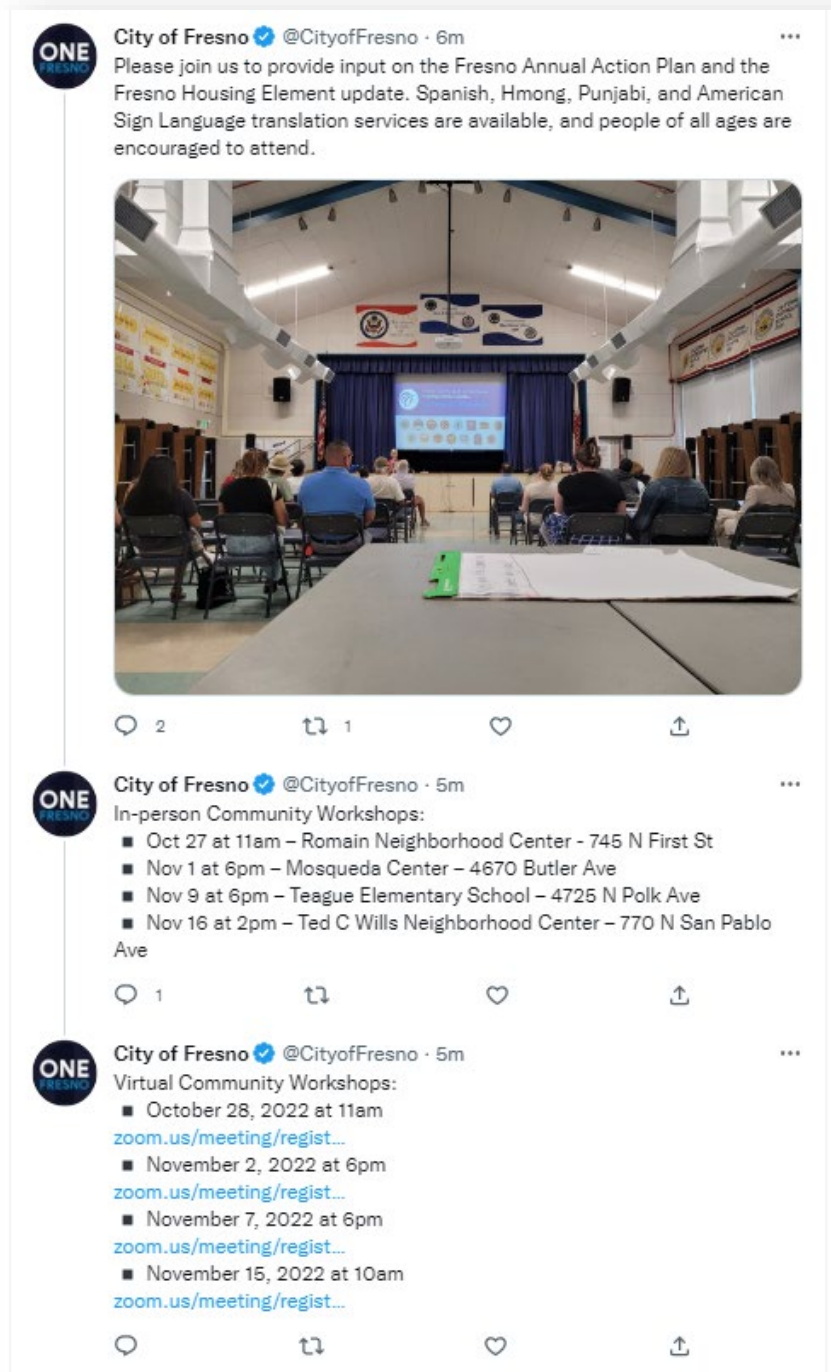 ONE
FRESNO
City of Fresno @CityofFresno · 6m
Please join us to provide input on the Fresno Annual Action Plan and the
Fresno Housing Element update. Spanish, Hmong, Punjabi, and American
Sign Language translation services are available, and people of all ages are
encouraged to attend.
2 1
ONE
FRESNO
City of Fresno @CityofFresno · 5m
In-person Community Workshops:
▪ Oct 27 at 11am – Romain Neighborhood Center - 745 N First St
▪ Nov 1 at 6pm – Mosqueda Center – 4670 Butler Ave
▪ Nov 9 at 6pm – Teague Elementary School – 4725 N Polk Ave
▪ Nov 16 at 2pm – Ted C Wills Neighborhood Center – 770 N San Pablo
Ave
1
ONE
FRESNO
City of Fresno @CityofFresno · 5m
Virtual Community Workshops:
▪ October 28, 2022 at 11am
zoom.us/meeting/regist...
▪ November 2, 2022 at 6pm
zoom.us/meeting/regist...
▪ November 7, 2022 at 6pm
zoom.us/meeting/regist...
▪ November 15, 2022 at 10am
zoom.us/meeting/regist...